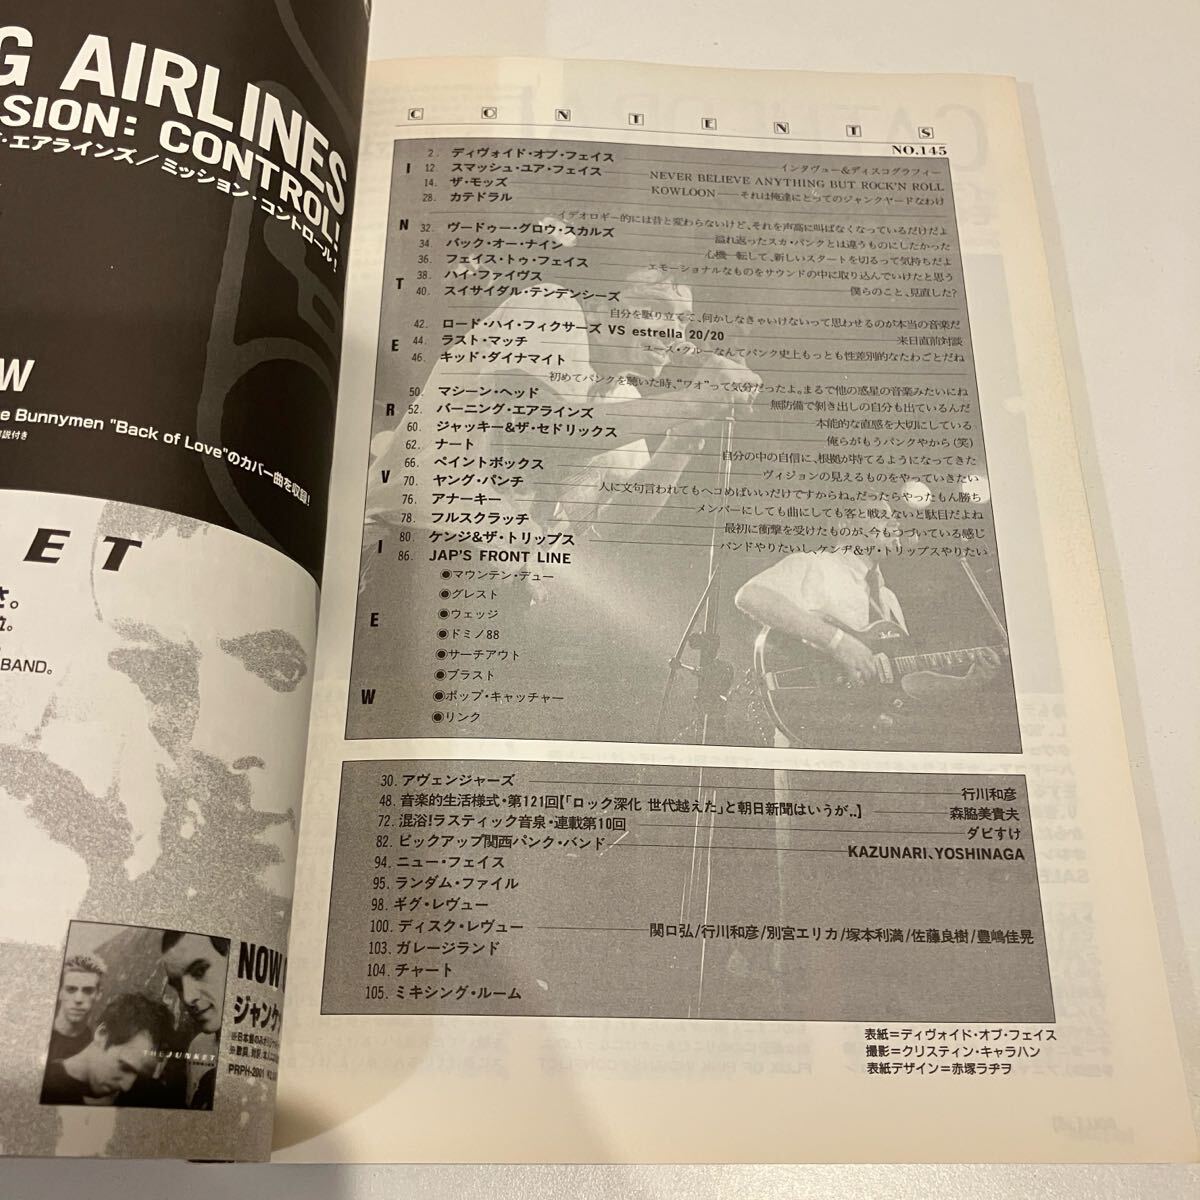 G AIRLINES
SSION: CONTROL!
・エアラインズ／ミッション・コントロール！
OW
e Bunnymen "Back of Love"のカバー曲を収録！
解説付き
KET
BAND。
NOW
ジャンケ
THE JUNKET
PRPH-2001
CONTENTS
NO.145
INTERVIEW
2. ディヴォイド・オブ・フェイス インタヴュー&ディスコグラフィー
12. スマッシュ・ユア・フェイス NEVER BELIEVE ANYTHING BUT ROCK'N ROLL
14. ザ・モッズ KOWLOON──それは俺達にとってのジャンクヤードなわけ
28. カテドラル
イデオロギー的には昔と変わらないけど、それを声高に叫ばなくなっているだけだよ
32. ヴードゥー・グロウ・スカルズ 溢れ返ったスカ・パンクとは違うものにしたかった
34. バック・オー・ナイン 心機一転して、新しいスタートを切るって気持ちだよ
36. フェイス・トゥ・フェイス エモーショナルなものをサウンドの中に取り込んでいけたと思う
38. ハイ・ファイヴス 僕らのこと、見直した？
40. スイサイダル・テンデンシーズ
自分を駆り立てて、何かしなきゃいけないって思わせるのが本当の音楽だ
42. ロード・ハイ・フィクサーズ VS estrella 20/20 来日直前対談
44. ラスト・マッチ ユース・クルーなんてパンク史上もっとも性差別的なたわごとだね
46. キッド・ダイナマイト
初めてパンクを聴いた時、“ワオ”って気分だったよ。まるで他の惑星の音楽みたいにね
50. マシーン・ヘッド 無防備で剝き出しの自分も出ているんだ
52. バーニング・エアラインズ 本能的な直感を大切にしている
60. ジャッキー&ザ・セドリックス 俺らがもうパンクやから（笑）
62. ナート 自分の中の自信に、根拠が持てるようになってきた
66. ペイントボックス ヴィジョンの見えるものをやっていきたい
70. ヤング・パンチ 人に文句言われてもヘコめばいいだけですからね。だったらやったもん勝ち
76. アナーキー メンバーにしても曲にしても客と戦えないと駄目だよね
78. フルスクラッチ 最初に衝撃を受けたものが、今もつづいている感じ
80. ケンジ&ザ・トリップス バンドやりたいし、ケンヂ&ザ・トリップスやりたい
86. JAP'S FRONT LINE
◉マウンテン・デュー
◉グレスト
◉ウェッジ
◉ドミノ88
◉サーチアウト
◉ブラスト
◉ポップ・キャッチャー
◉リンク
30. アヴェンジャーズ 行川和彦
48. 音楽的生活様式・第121回【「ロック深化 世代越えた」と朝日新聞はいうが‥】 森脇美貴夫
72. 混浴！ラスティック音泉・連載第10回 ダビすけ
82. ピックアップ関西パンク・バンド KAZUNARI、YOSHINAGA
94. ニュー・フェイス
95. ランダム・ファイル
98. ギグ・レヴュー
100. ディスク・レヴュー 関口弘/行川和彦/別宮エリカ/塚本利満/佐藤良樹/豊嶋佳晃
103. ガレージランド
104. チャート
105. ミキシング・ルーム
表紙＝ディヴォイド・オブ・フェイス
撮影＝クリスティン・キャラハン
表紙デザイン＝赤塚ラヂヲ